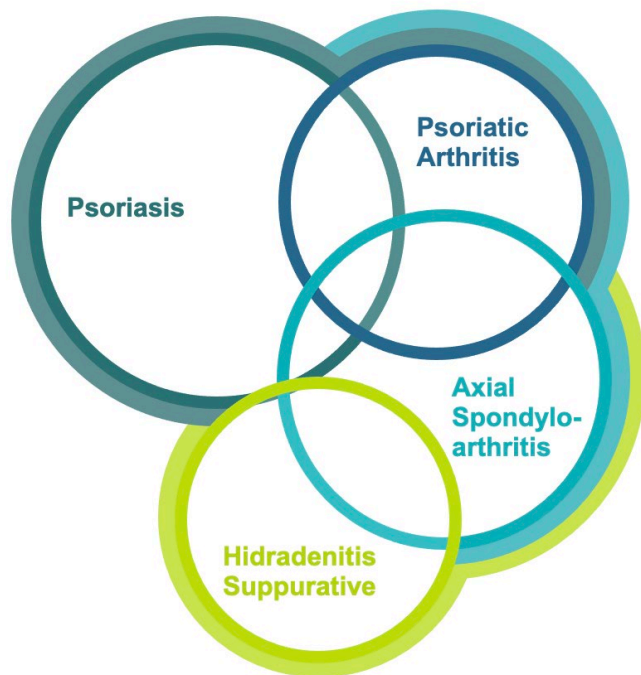 Psoriatic
Arthritis
Psoriasis
Axial
Spondylo-
arthritis
Hidradenitis
Suppurative